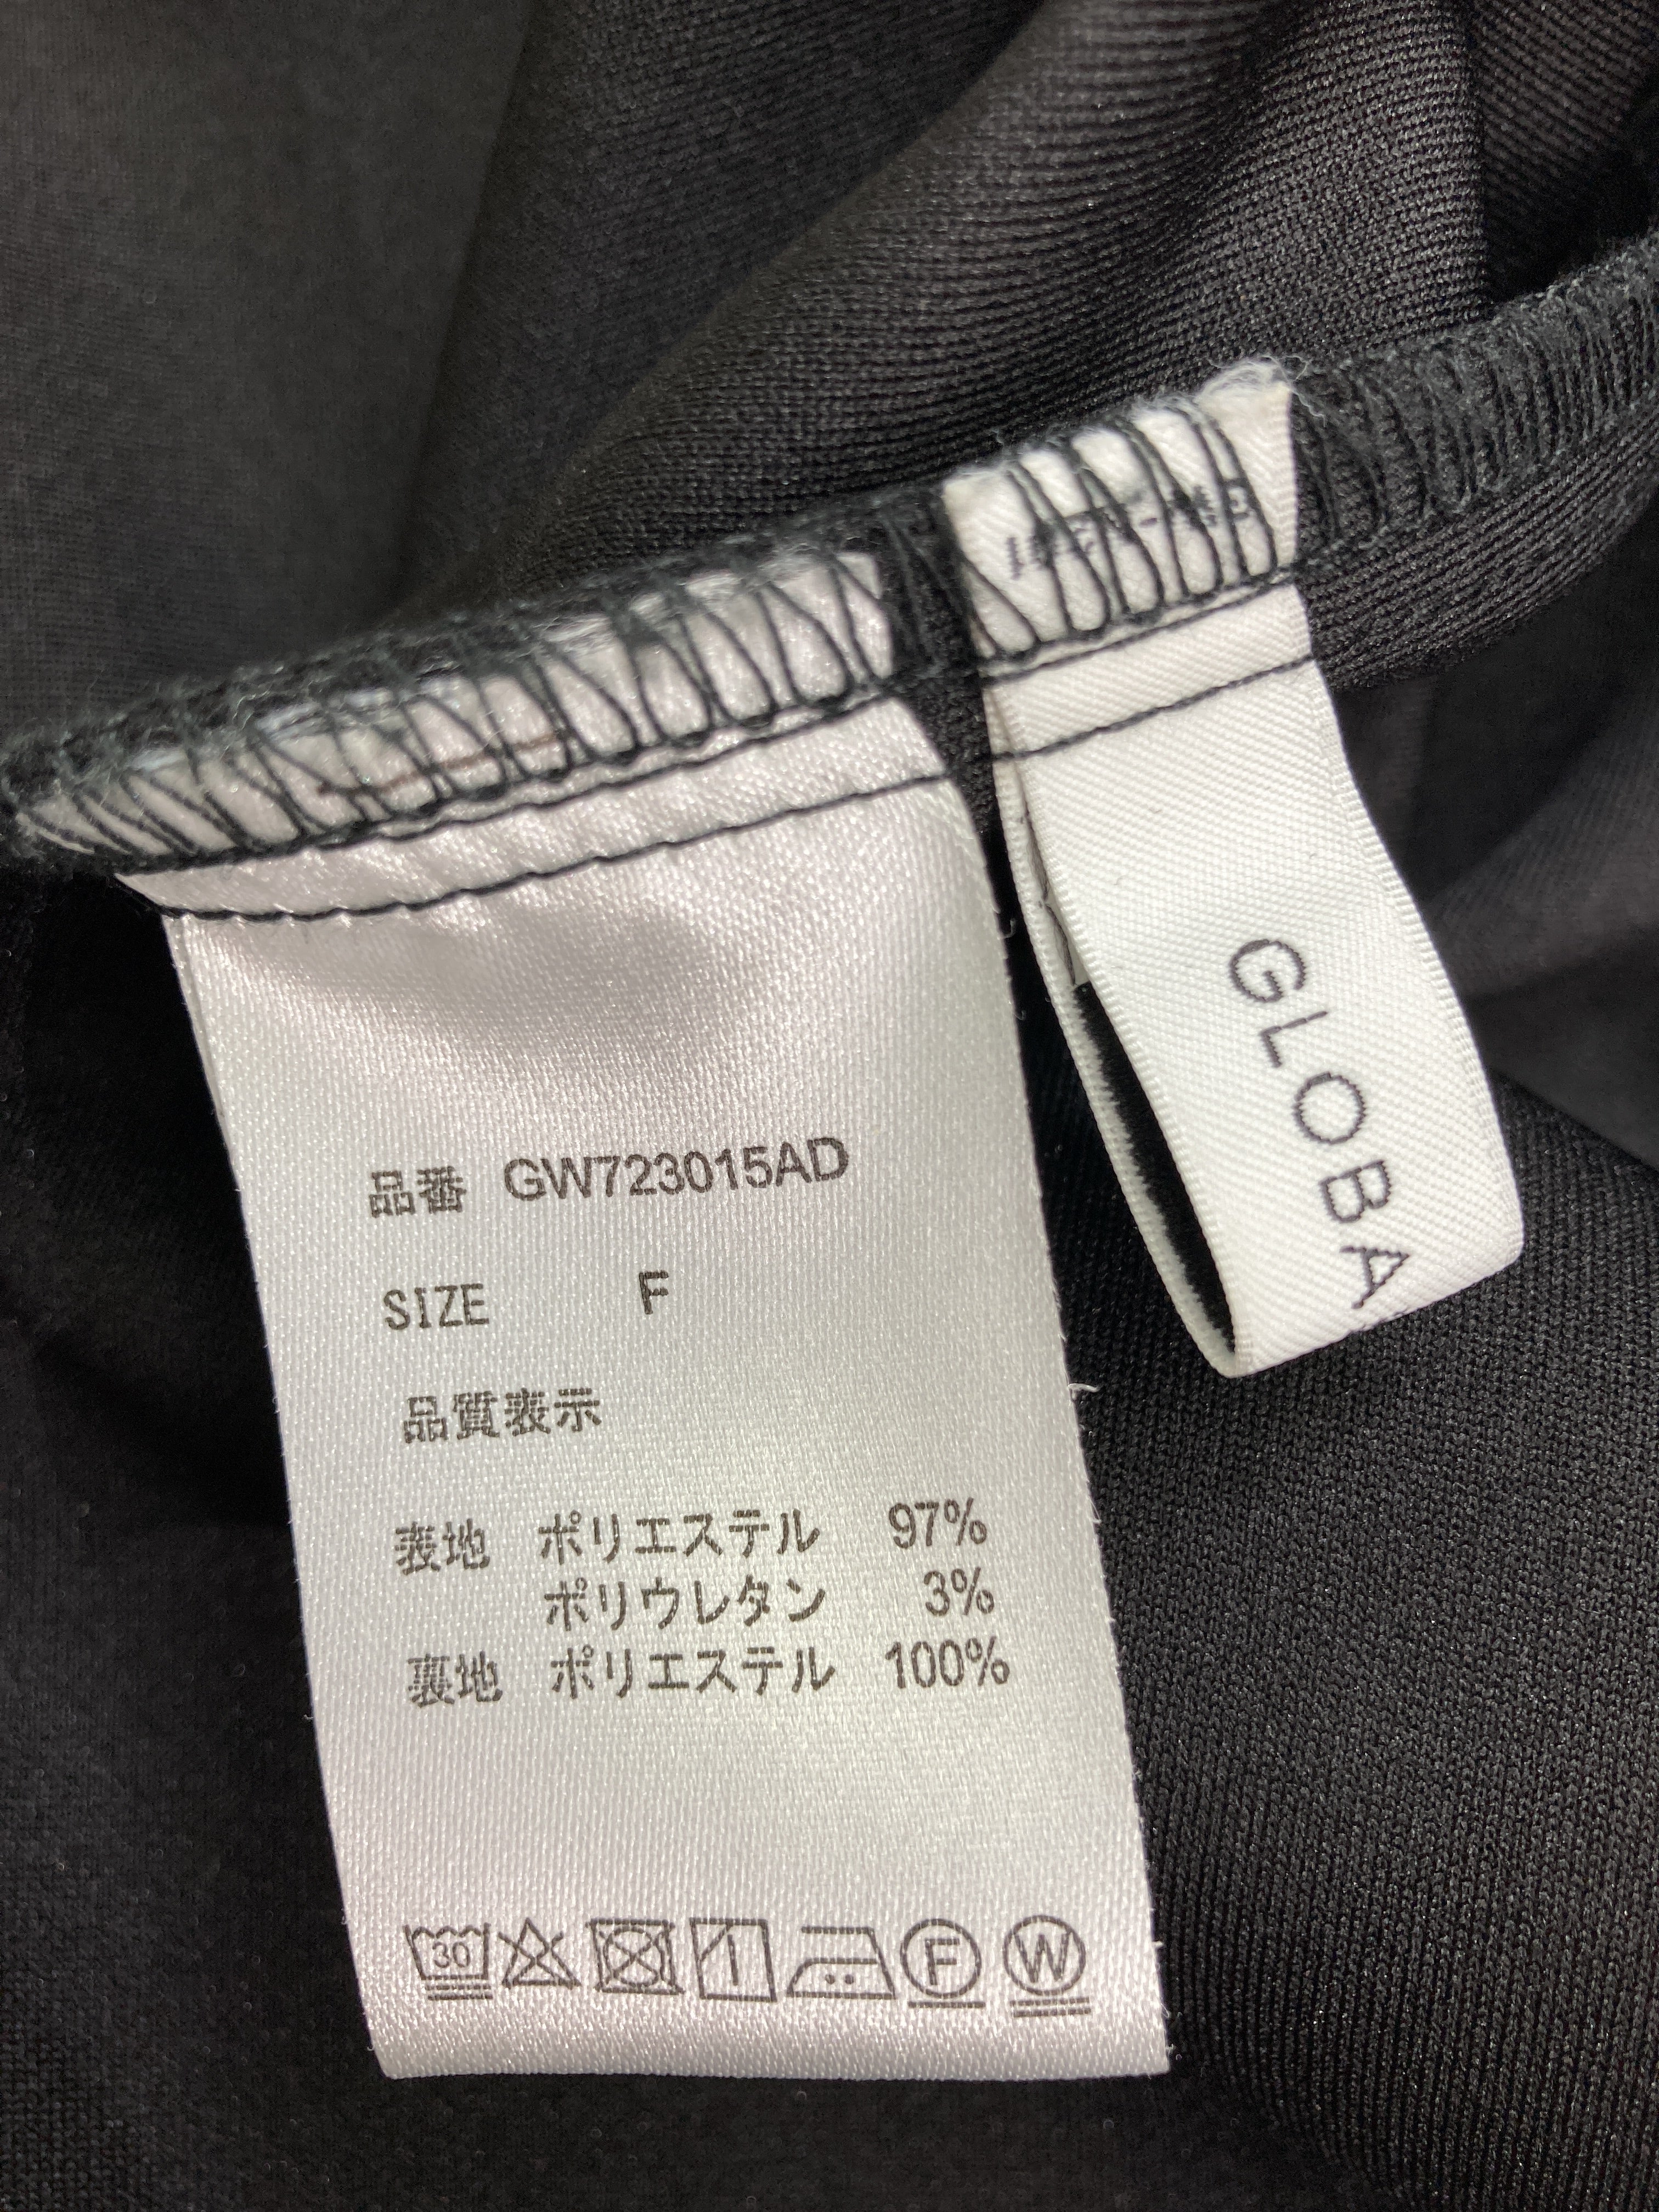 品番 GW723015AD
SIZE F
品質表示
表地 ポリエステル 97%
ポリウレタン 3%
裏地 ポリエステル 100%
30
F
W
GLOBA